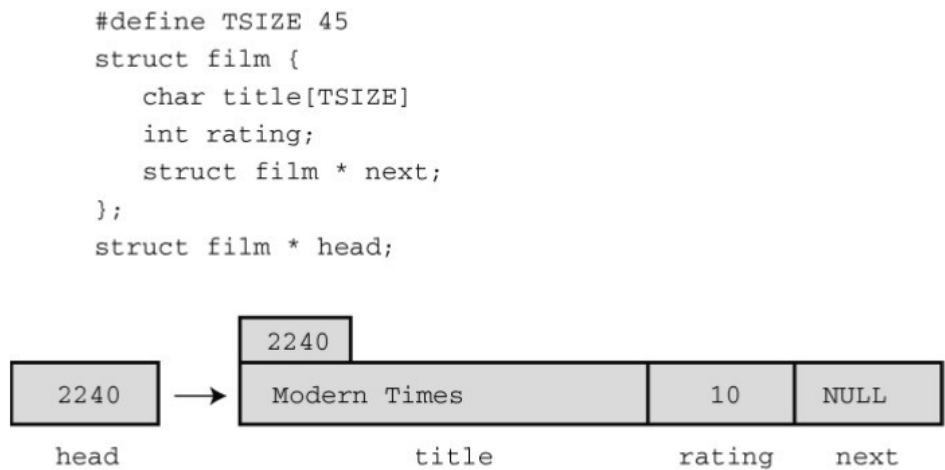 #define TSIZE 45
struct film {
char title[TSIZE]
int rating;
struct film * next;
};
struct film * head;
2240
2240 Modern Times 10 NULL
head title rating next